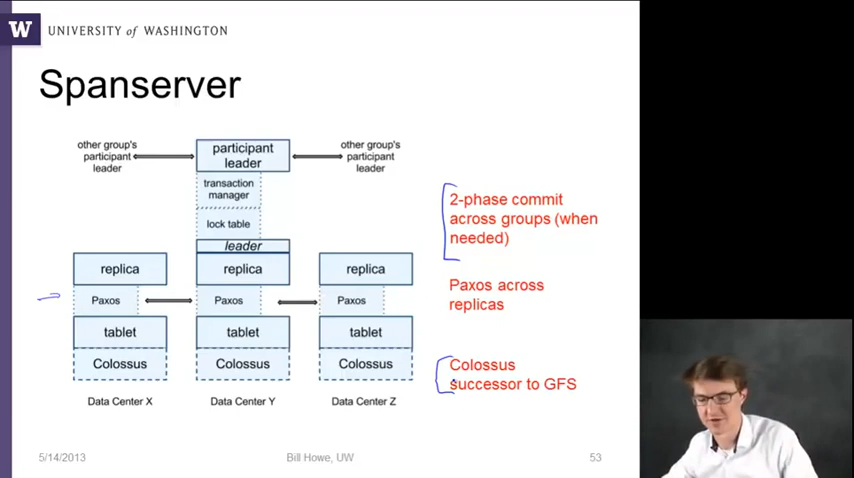 W UNIVERSITY of WASHINGTON
Spanserver
other group's
participant
leader
participant
leader
other group's
participant
leader
transaction
manager
lock table
leader
replica
replica
replica
Paxos
Paxos
Paxos
tablet
tablet
tablet
Colossus
Colossus
Colossus
Data Center X
Data Center Y
Data Center Z
2-phase commit
across groups (when
needed)
Paxos across
replicas
Colossus
successor to GFS
5/14/2013
Bill Howe, UW
53